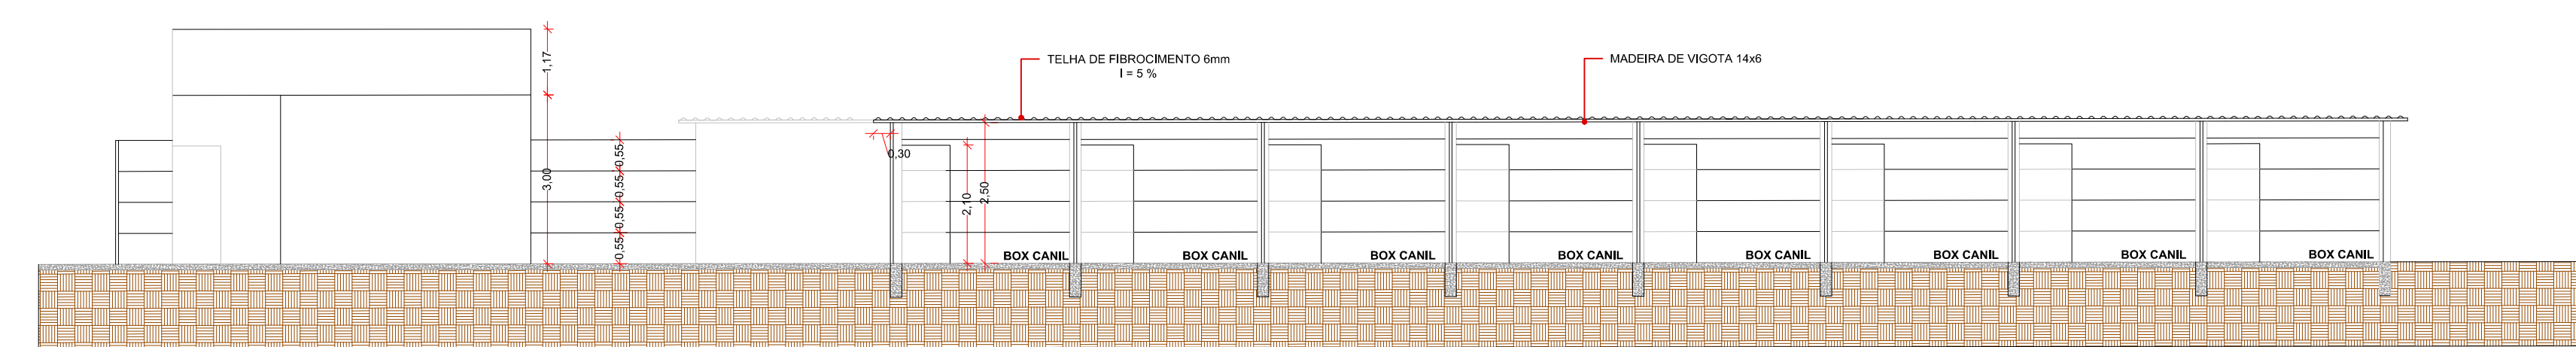 1,17
TELHA DE FIBROCIMENTO 6mm
I = 5 %
MADEIRA DE VIGOTA 14x6
3,00
0,55
0,55
0,55
0,55
0,30
2,10
2,50
BOX CANIL
BOX CANIL
BOX CANIL
BOX CANIL
BOX CANIL
BOX CANIL
BOX CANIL
BOX CANIL